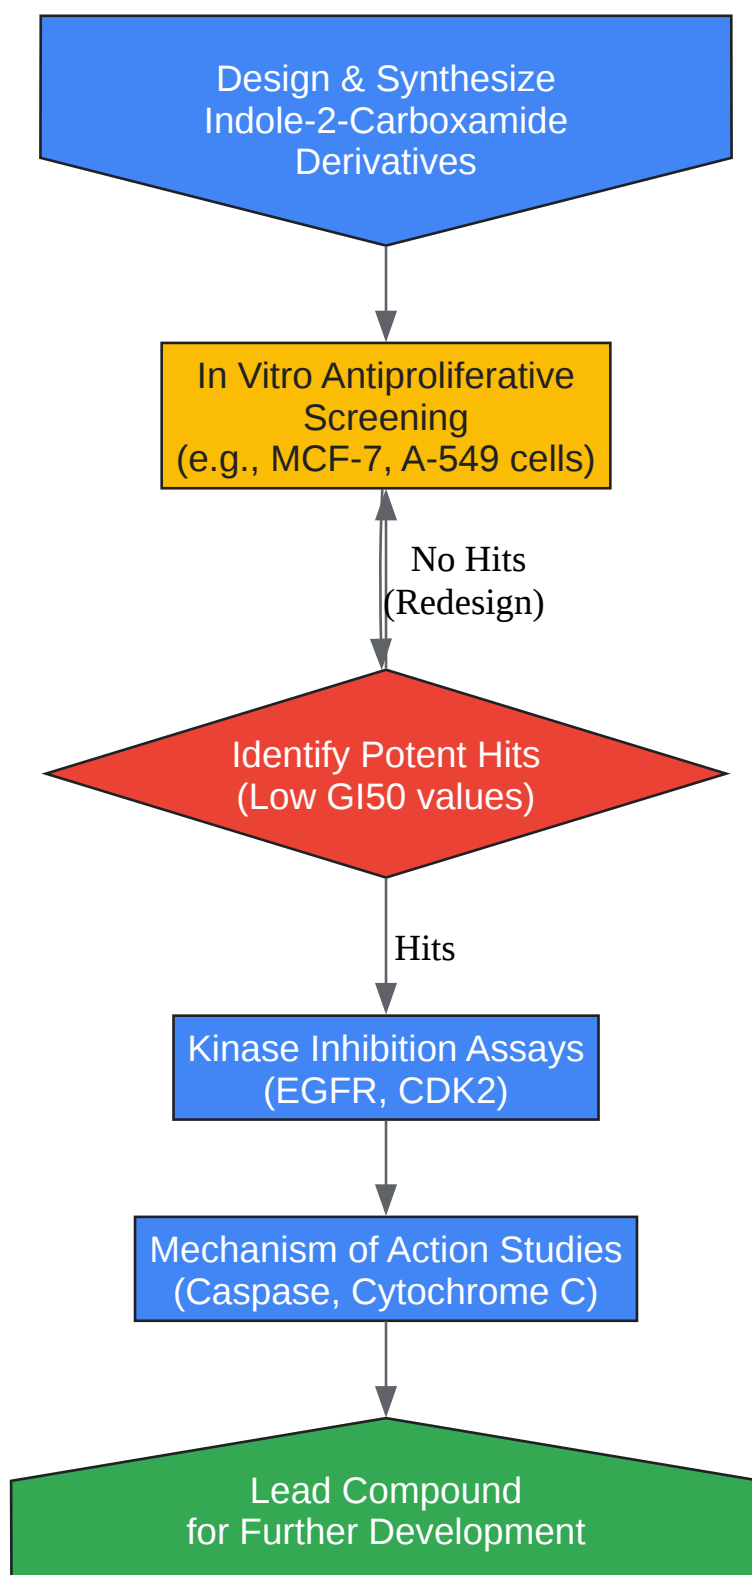 Design & Synthesize
Indole-2-Carboxamide
Derivatives
In Vitro Antiproliferative
Screening
(e.g., MCF-7, A-549 cells)
No Hits
(Redesign)
Identify Potent Hits
(Low GI50 values)
Hits
Kinase Inhibition Assays
(EGFR, CDK2)
Mechanism of Action Studies
(Caspase, Cytochrome C)
Lead Compound
for Further Development